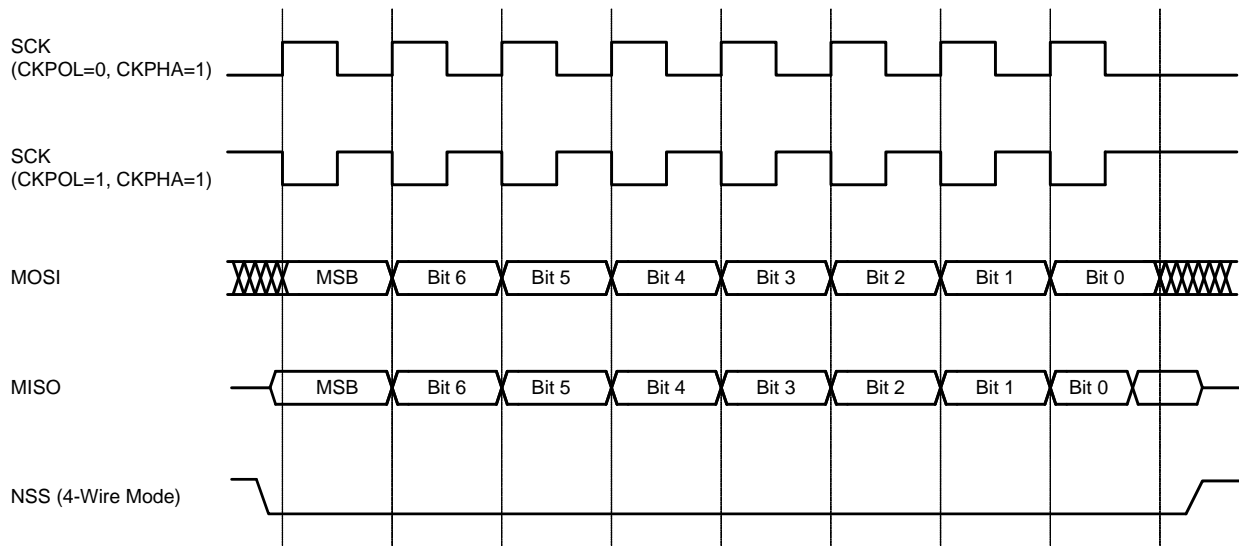 SCK
(CKPOL=0, CKPHA=1)
SCK
(CKPOL=1, CKPHA=1)
MOSI
MSB
Bit 6
Bit 5
Bit 4
Bit 3
Bit 2
Bit 1
Bit 0
MISO
MSB
Bit 6
Bit 5
Bit 4
Bit 3
Bit 2
Bit 1
Bit 0
NSS (4-Wire Mode)